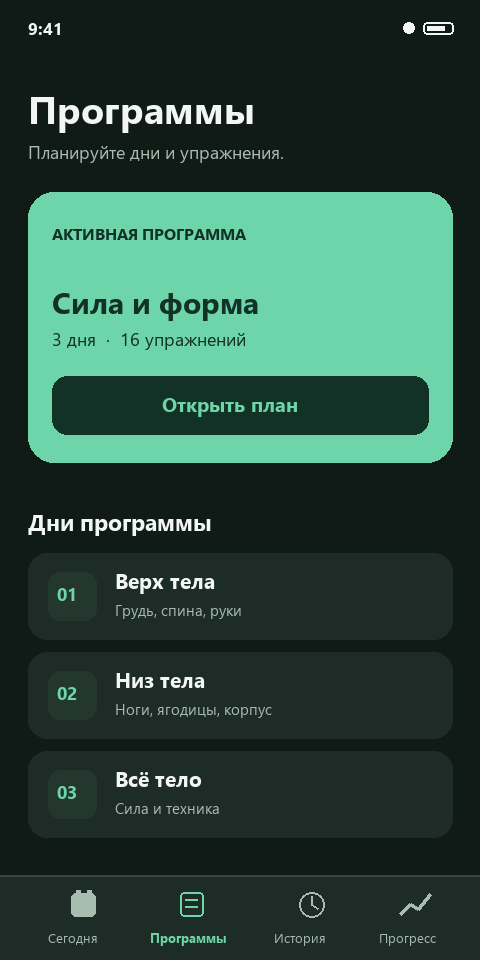 9:41
Программы
Планируйте дни и упражнения.
АКТИВНАЯ ПРОГРАММА
Сила и форма
3 дня · 16 упражнений
Открыть план
Дни программы
01
Верх тела
Грудь, спина, руки
02
Низ тела
Ноги, ягодицы, корпус
03
Всё тело
Сила и техника
Сегодня
Программы
История
Прогресс